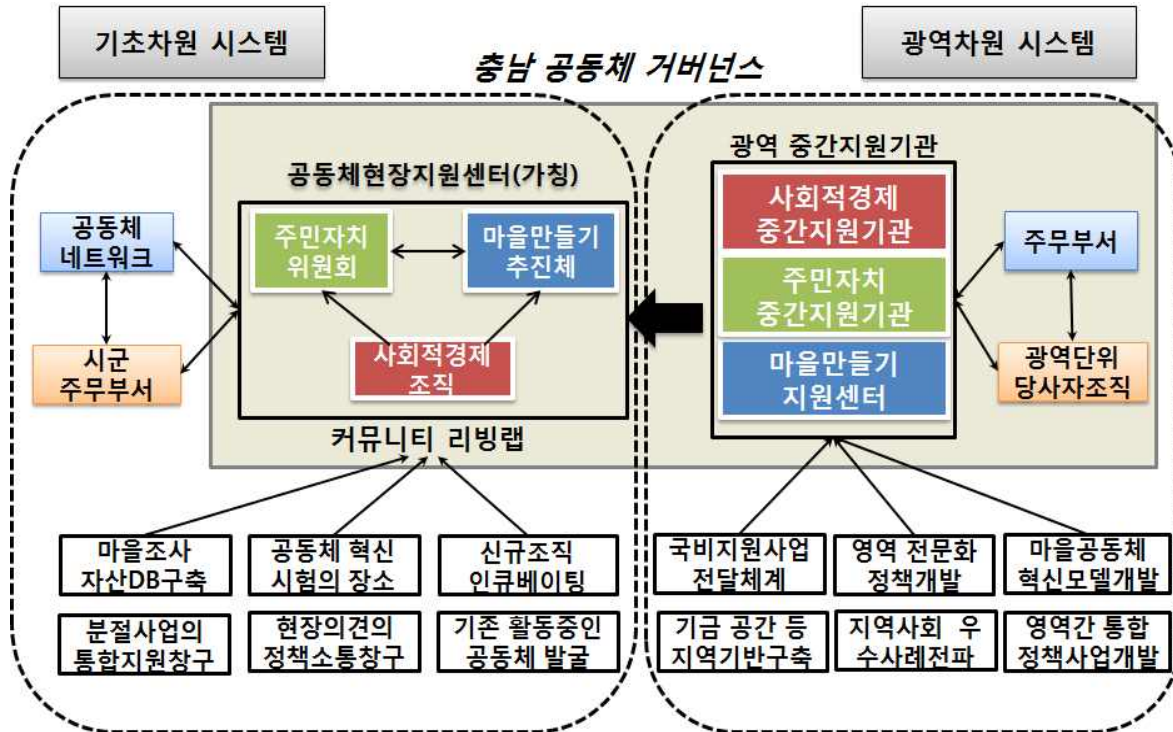 기초차원 시스템
광역차원 시스템
충남 공동체 거버넌스
공동체현장지원센터(가칭)
주민자치
위원회
마을만들기
추진체
사회적경제
조직
커뮤니티 리빙랩
공동체
네트워크
시군
주무부서
광역 중간지원기관
사회적경제
중간지원기관
주민자치
중간지원기관
마을만들기
지원센터
주무부서
광역단위
당사자조직
마을조사
자산DB구축
공동체 혁신
시험의 장소
신규조직
인큐베이팅
분절사업의
통합지원창구
현장의견의
정책소통창구
기존 활동중인
공동체 발굴
국비지원사업
전달체계
영역 전문화
정책개발
마을공동체
혁신모델개발
기금 공간 등
지역기반구축
지역사회 우
수사례전파
영역간 통합
정책사업개발